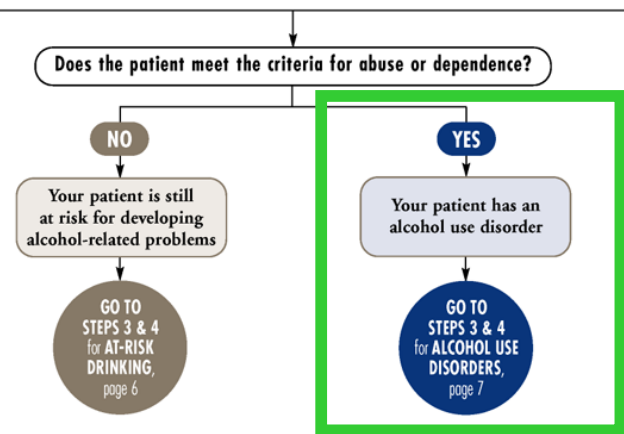 Does the patient meet the criteria for abuse or dependence?
NO
Your patient is still
at risk for developing
alcohol-related problems
GO TO
STEPS 3 & 4
for AT-RISK
DRINKING,
page 6
YES
Your patient has an
alcohol use disorder
GO TO
STEPS 3 & 4
for ALCOHOL USE
DISORDERS,
page 7